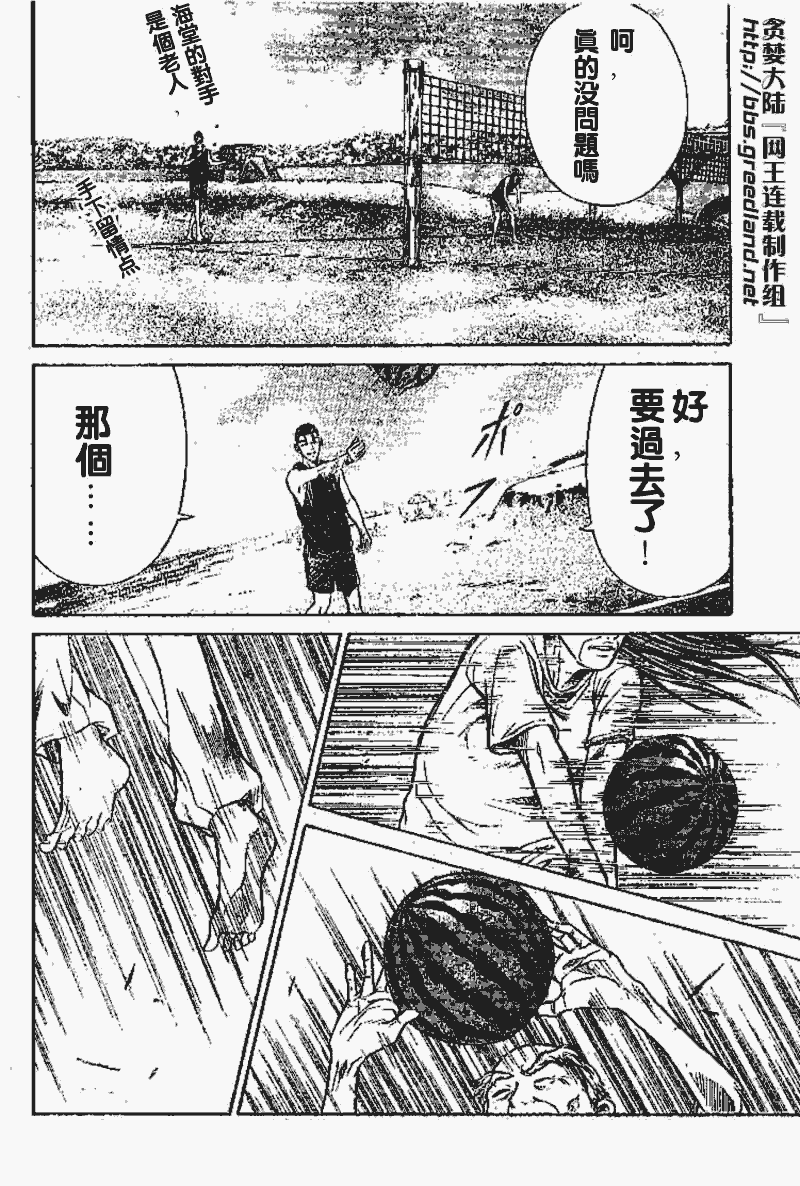 贪婪大陆『网王连载制作组』
http://bbs.greedland.net
呵，
眞的没問題嗎
海堂的對手
是個老人，
手下留情点
好，
要過去了！
ポ
ン
那個……